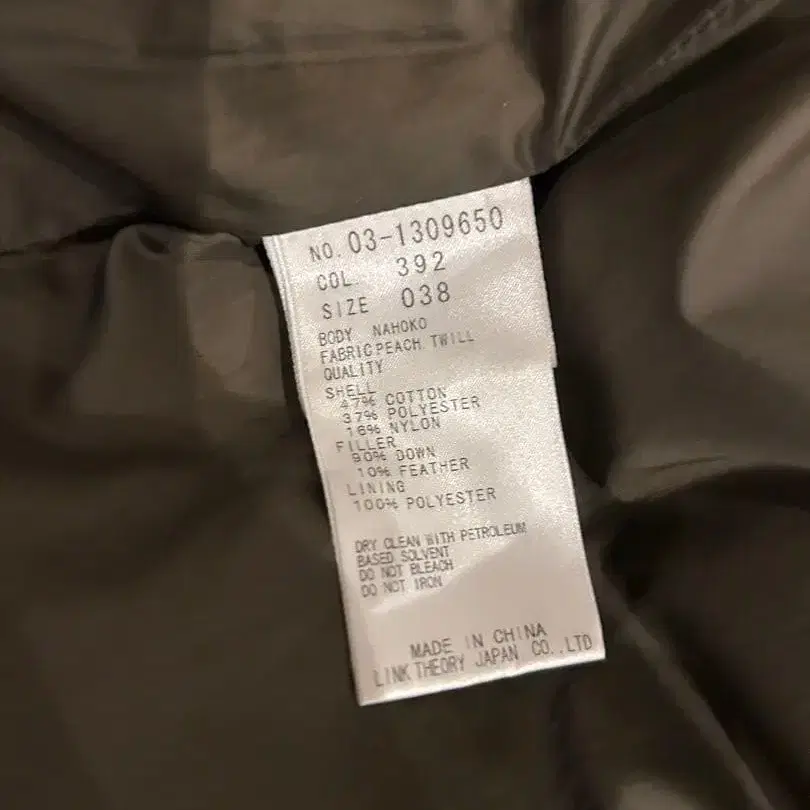 NO. 03-1309650
COL. 392
SIZE 038
BODY NAHOKO
FABRIC PEACH TWILL
QUALITY
SHELL
47% COTTON
37% POLYESTER
16% NYLON
FILLER
90% DOWN
10% FEATHER
LINING
100% POLYESTER
DRY CLEAN WITH PETROLEUM
BASED SOLVENT
DO NOT BLEACH
DO NOT IRON
MADE IN CHINA
LINK THEORY JAPAN CO.,LTD